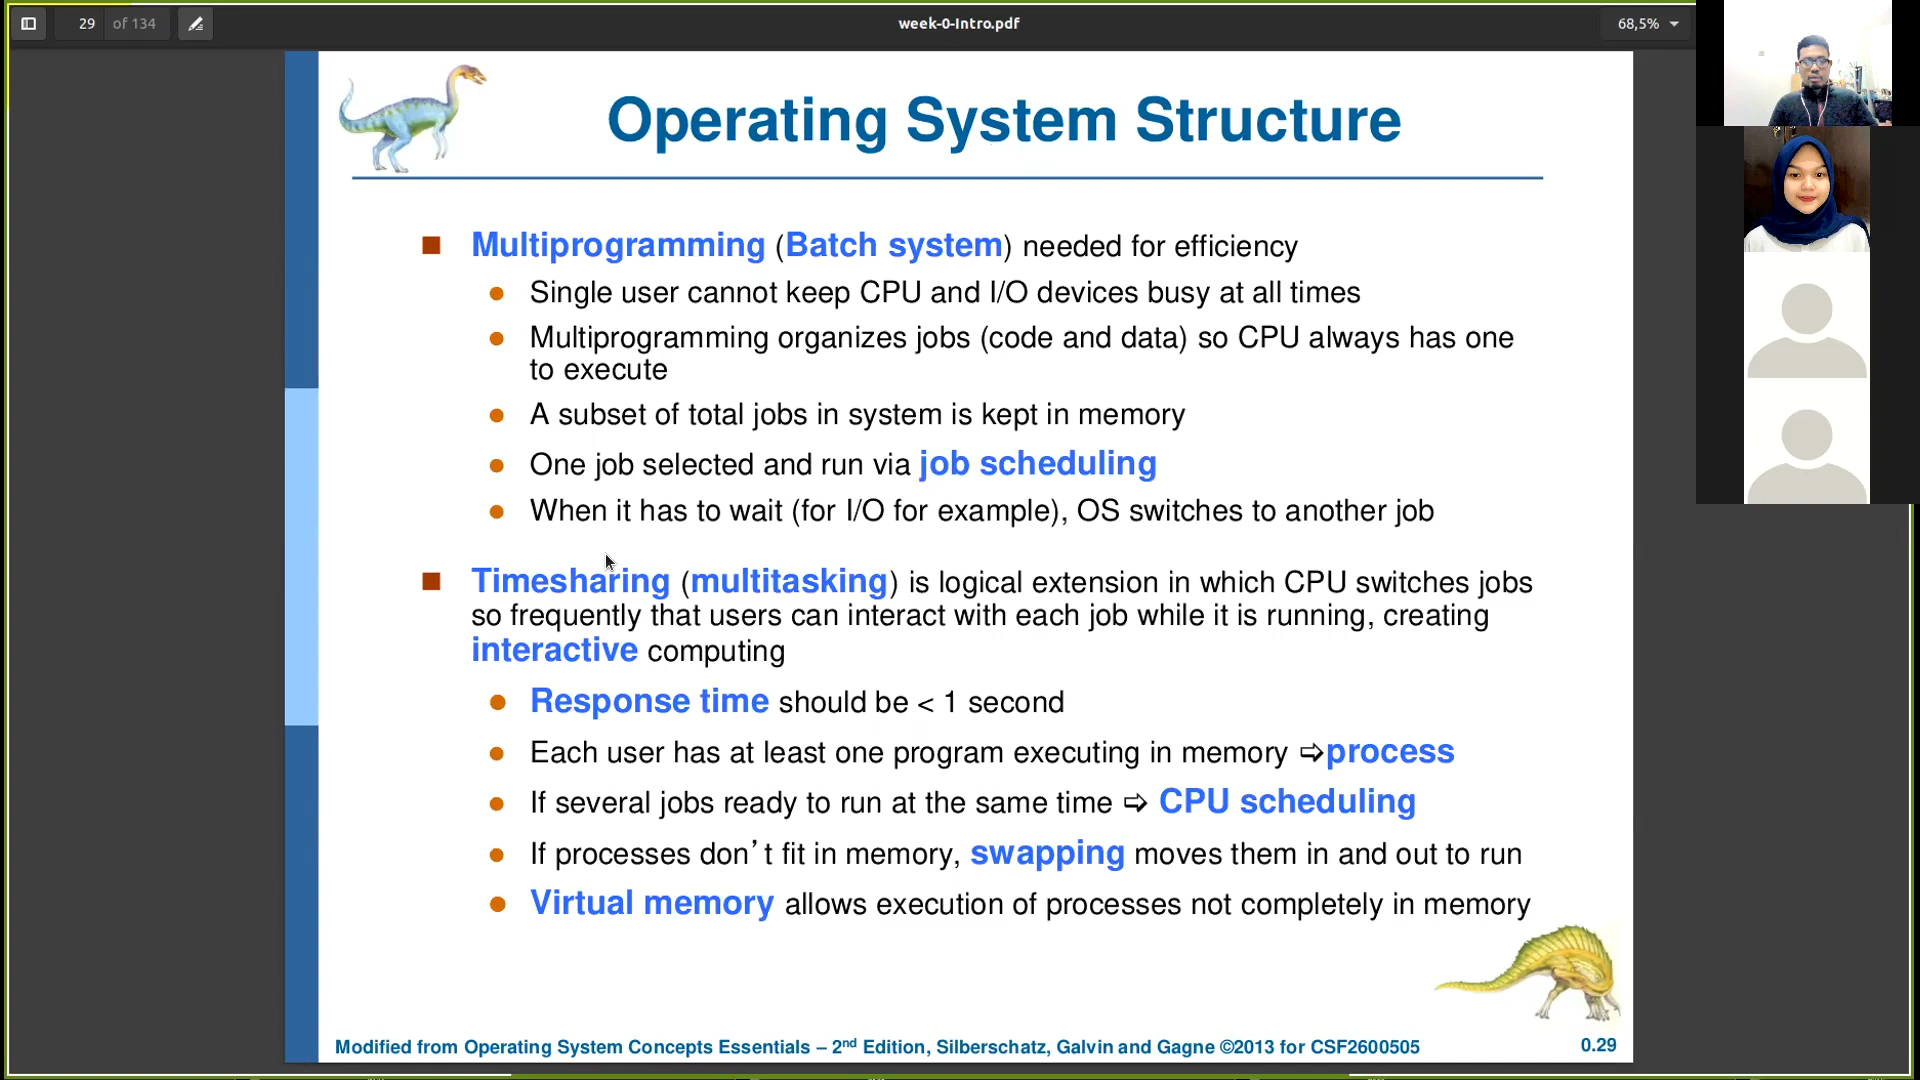 29 of 134
week-0-Intro.pdf
68,5%
Operating System Structure
Multiprogramming (Batch system) needed for efficiency
Single user cannot keep CPU and I/O devices busy at all times
Multiprogramming organizes jobs (code and data) so CPU always has one
to execute
A subset of total jobs in system is kept in memory
One job selected and run via job scheduling
When it has to wait (for I/O for example), OS switches to another job
Timesharing (multitasking) is logical extension in which CPU switches jobs
so frequently that users can interact with each job while it is running, creating
interactive computing
Response time should be < 1 second
Each user has at least one program executing in memory ⇨process
If several jobs ready to run at the same time ⇨ CPU scheduling
If processes don’t fit in memory, swapping moves them in and out to run
Virtual memory allows execution of processes not completely in memory
Modified from Operating System Concepts Essentials – 2nd Edition, Silberschatz, Galvin and Gagne ©2013 for CSF2600505
0.29